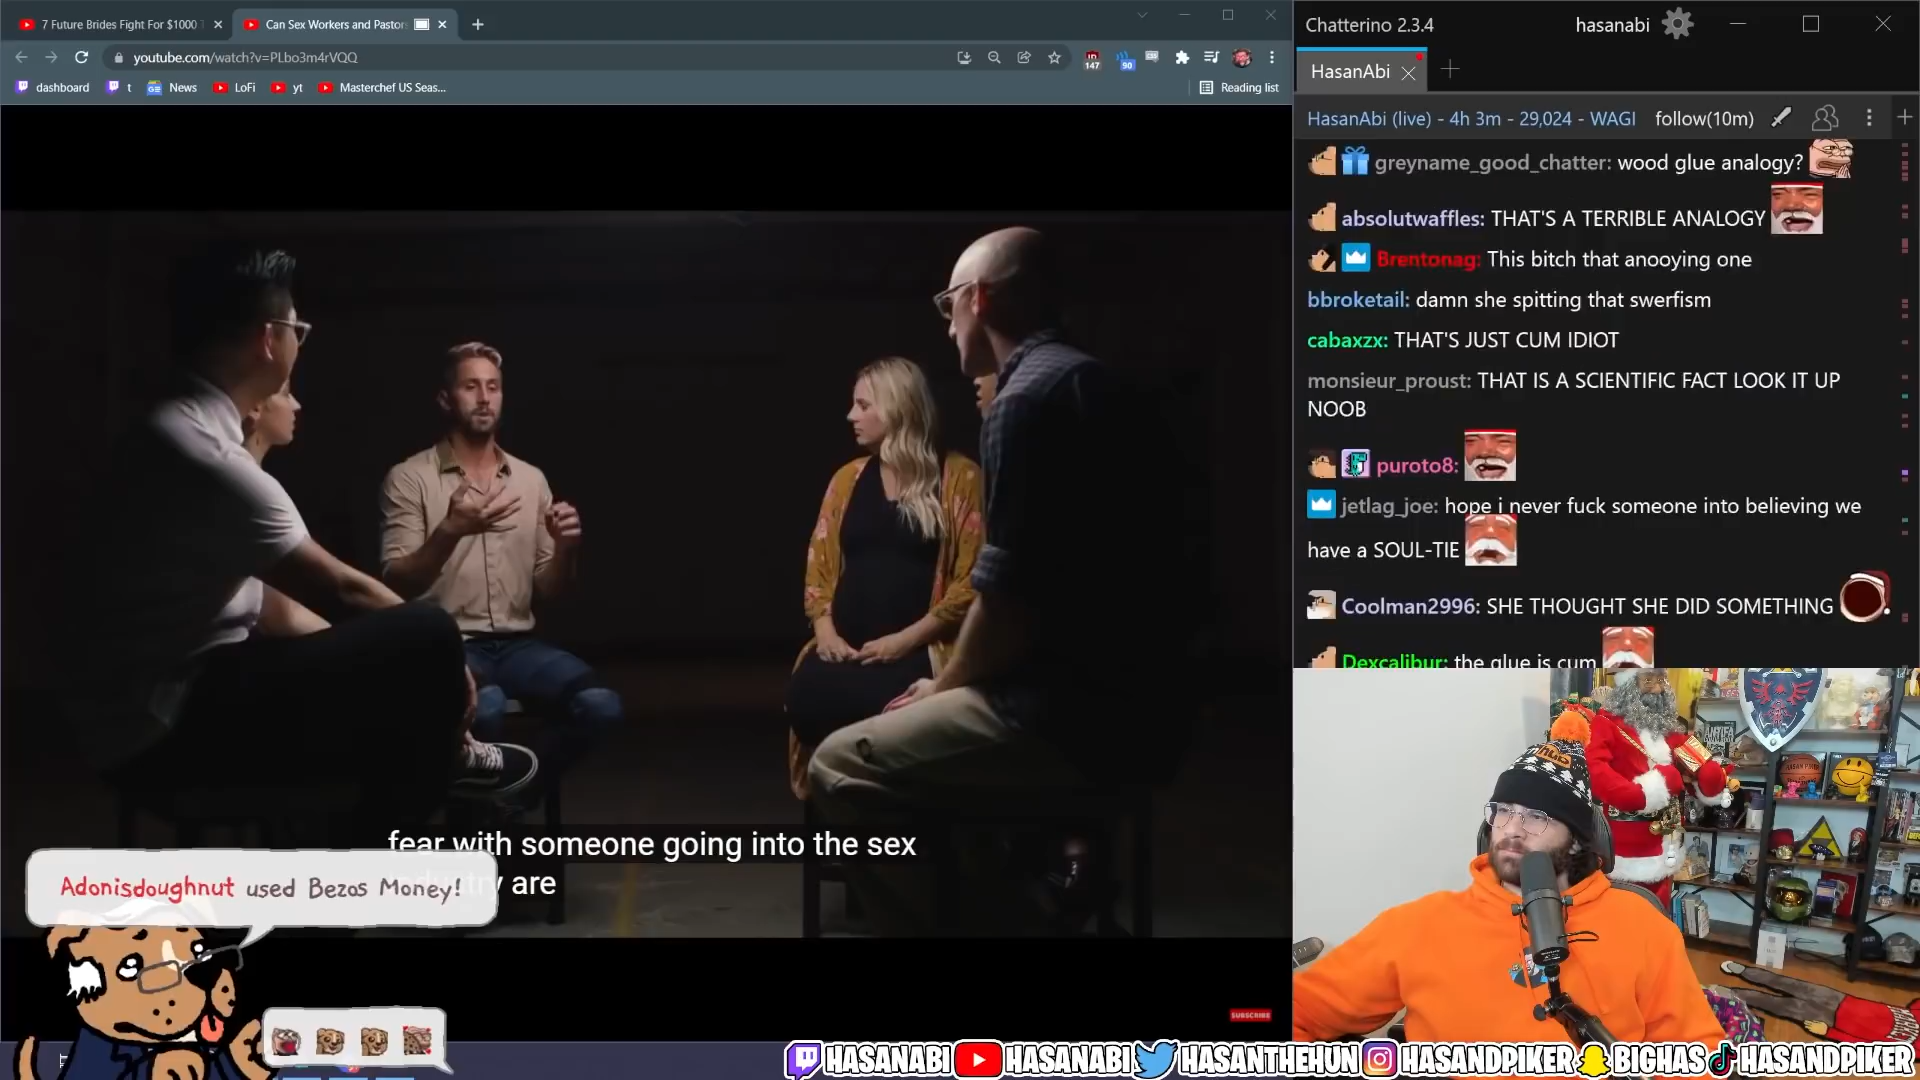 7 Future Brides Fight For $1000
Can Sex Workers and Pastor
youtube.com/watch?v=PLbo3m4rVQQ
147
90
dashboard
t
News
LoFi
yt
Masterchef US Seas...
Reading list
fear with someone going into the sex
are
Adonisdoughnut used Bezos Money!
SUBSCRIBE
Chatterino 2.3.4
hasanabi
HasanAbi
HasanAbi (live) - 4h 3m - 29,024 - WAGI
follow(10m)
greyname_good_chatter: wood glue analogy?
absolutwaffles: THAT'S A TERRIBLE ANALOGY
Brentonag: This bitch that anooying one
bbroketail: damn she spitting that swerfism
cabaxzx: THAT'S JUST CUM IDIOT
monsieur_proust: THAT IS A SCIENTIFIC FACT LOOK IT UP
NOOB
puroto8:
jetlag_joe: hope i never fuck someone into believing we
have a SOUL-TIE
Coolman2996: SHE THOUGHT SHE DID SOMETHING
Dexcalibur: the glue is cum
HASANABI HASANABI HASANTHEHUN HASANDPIKER BIGHAS HASANDPIKER